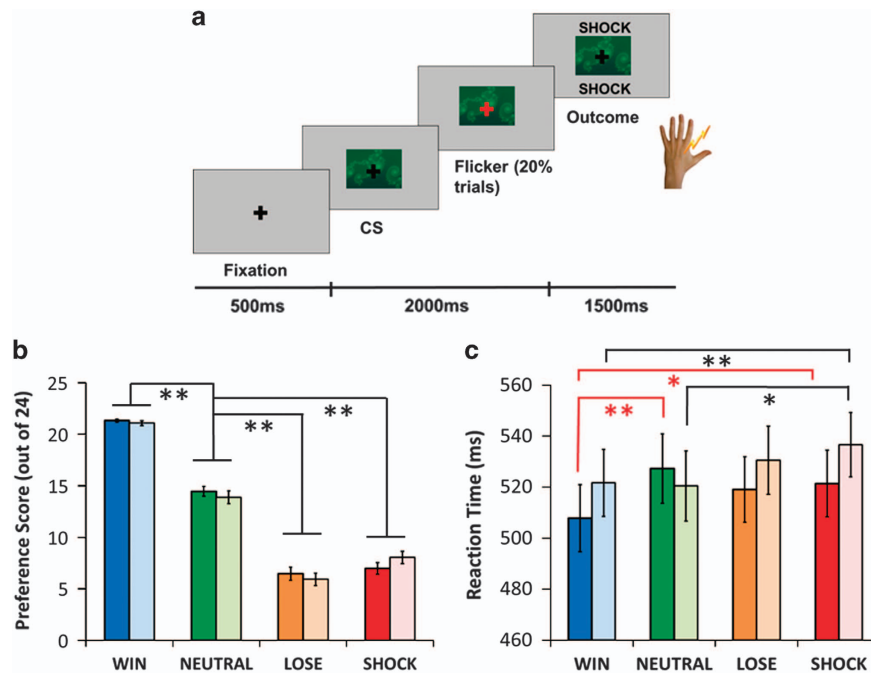 a
SHOCK
SHOCK
Outcome
Flicker (20%
trials)
CS
Fixation
500ms
2000ms
1500ms
b
Preference Score (out of 24)
25
20
15
10
5
0
**
**
**
WIN
NEUTRAL
LOSE
SHOCK
c
Reaction Time (ms)
560
540
520
500
480
460
**
*
**
*
WIN
NEUTRAL
LOSE
SHOCK